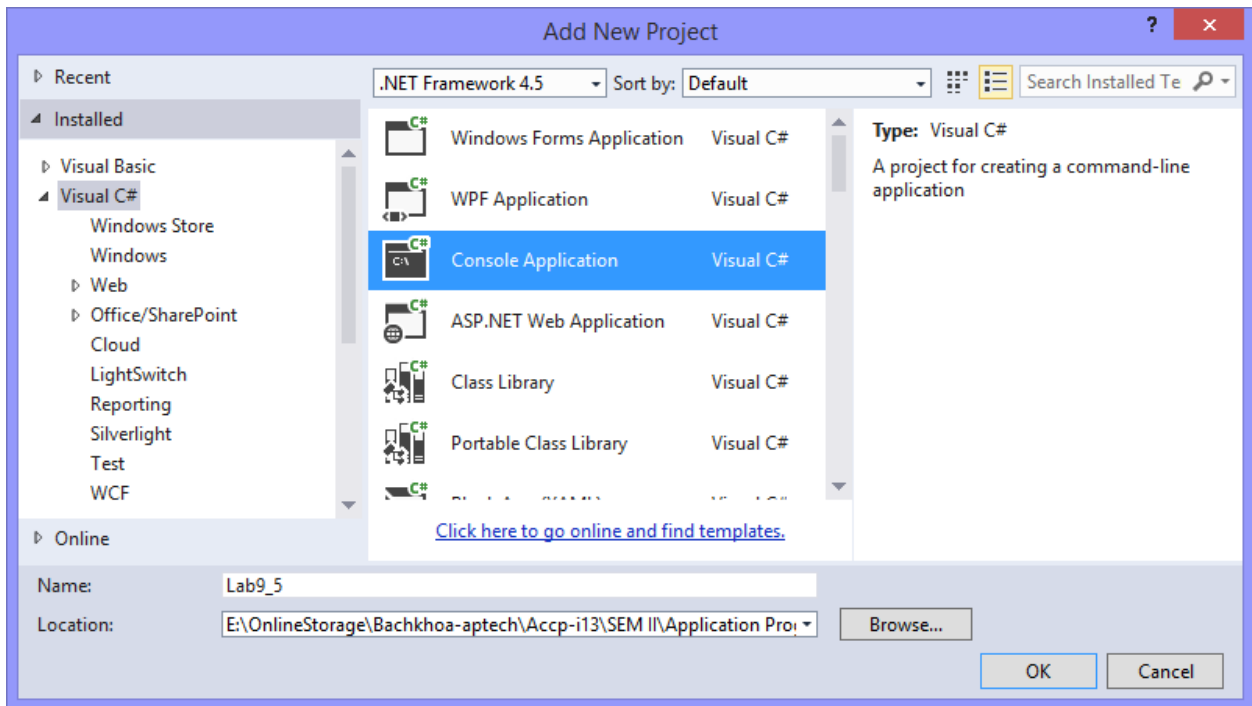 Add New Project
?
Recent
.NET Framework 4.5
Sort by: Default
Search Installed Te
Installed
Visual Basic
Visual C#
Windows Store
Windows
Web
Office/SharePoint
Cloud
LightSwitch
Reporting
Silverlight
Test
WCF
Online
Windows Forms Application Visual C#
WPF Application Visual C#
Console Application Visual C#
ASP.NET Web Application Visual C#
Class Library Visual C#
Portable Class Library Visual C#
Click here to go online and find templates.
Type: Visual C#
A project for creating a command-line
application
Name: Lab9_5
Location: E:\OnlineStorage\Bachkhoa-aptech\Accp-i13\SEM II\Application
Browse...
OK Cancel